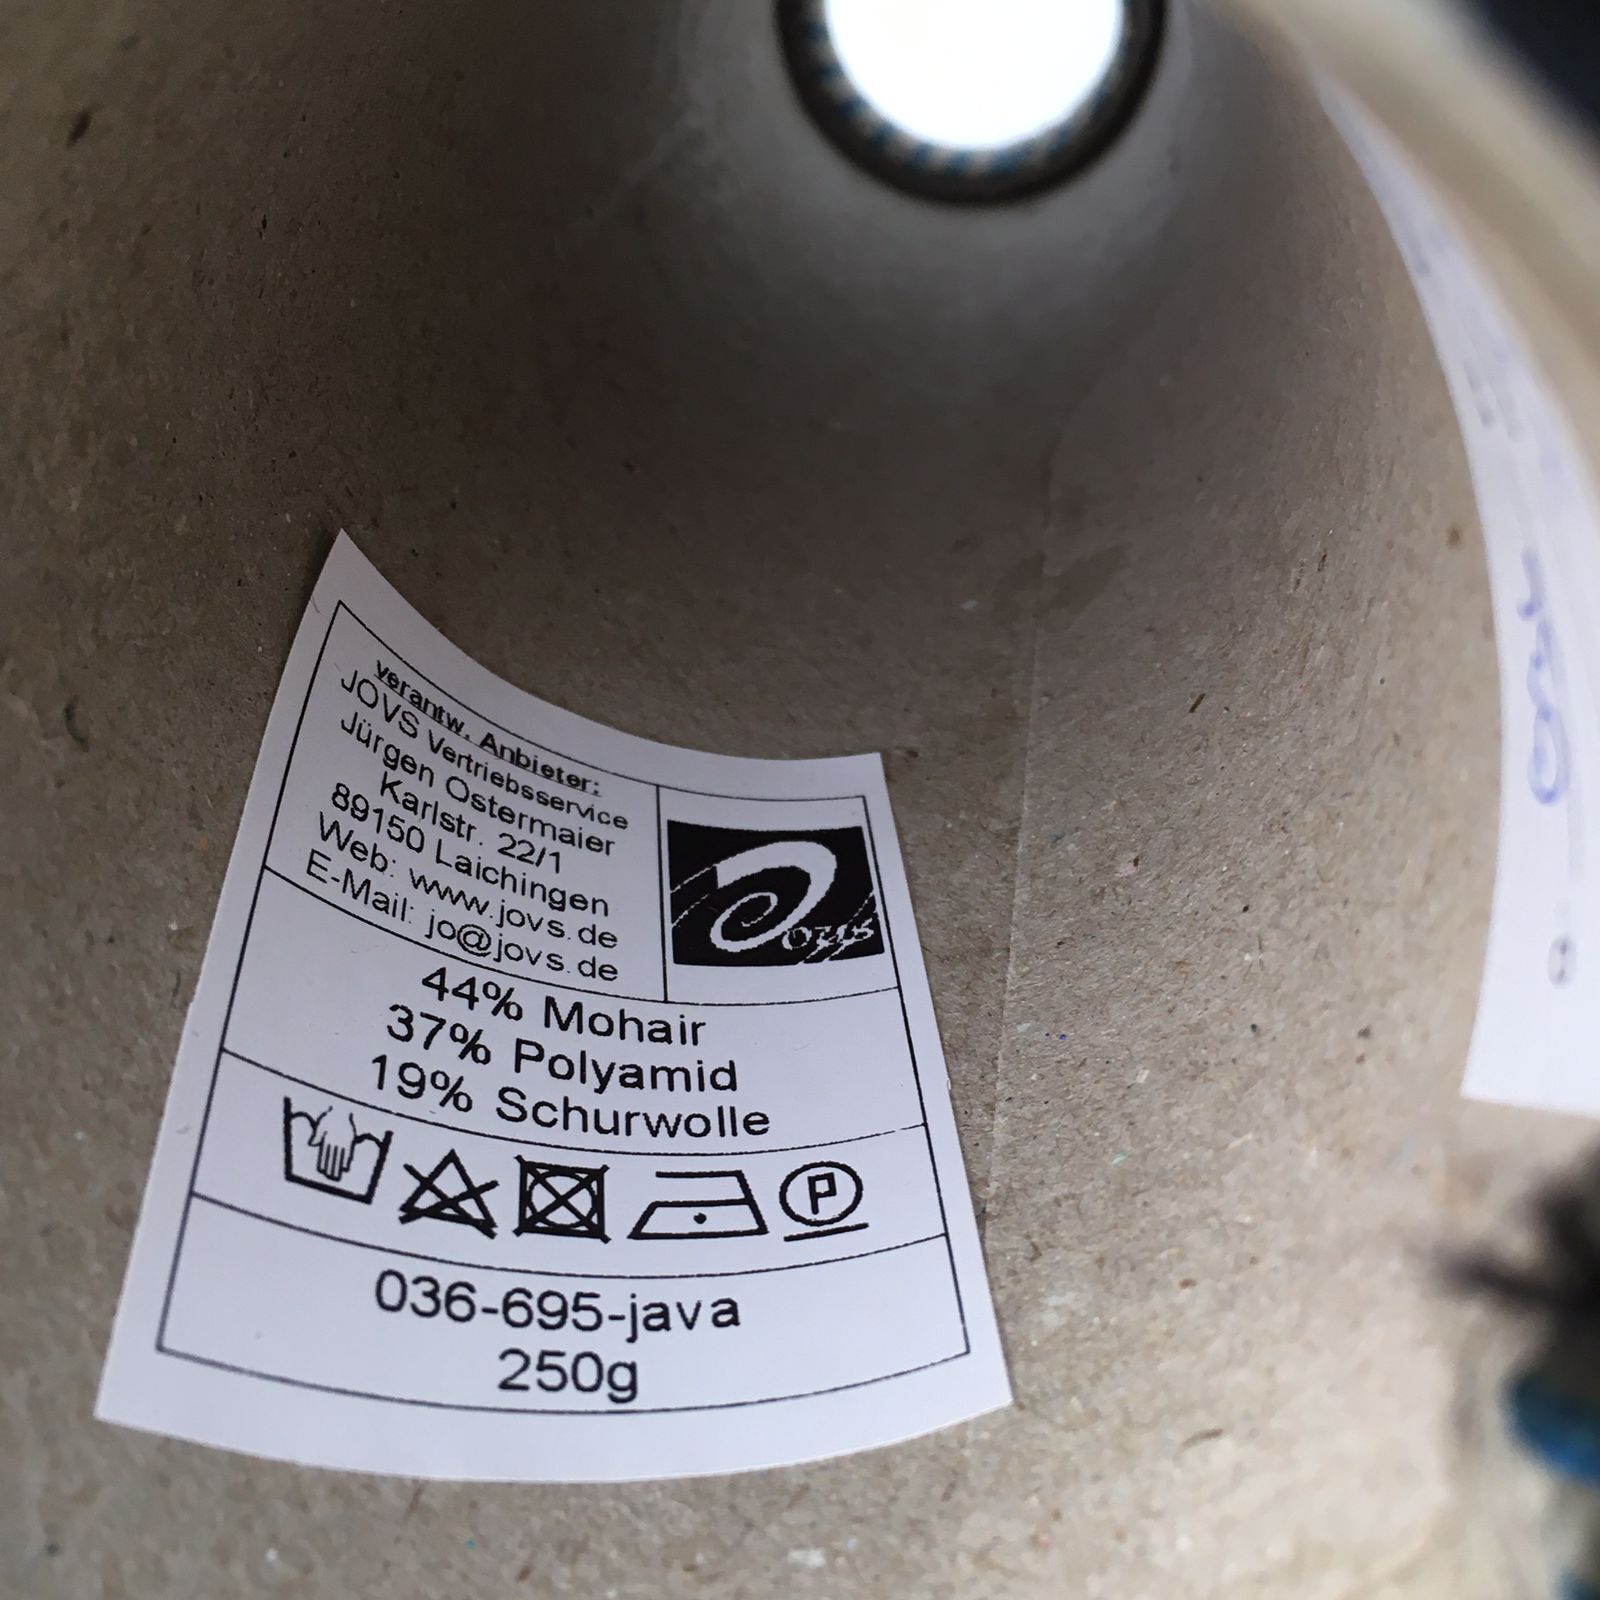 verantw. Anbieter:
JOVS Vertriebsservice
Jürgen Ostermaier
Karlstr. 22/1
89150 Laichingen
Web: www.jovs.de
E-Mail: jo@jovs.de
44% Mohair
37% Polyamid
19% Schurwolle
P
036-695-java
250g